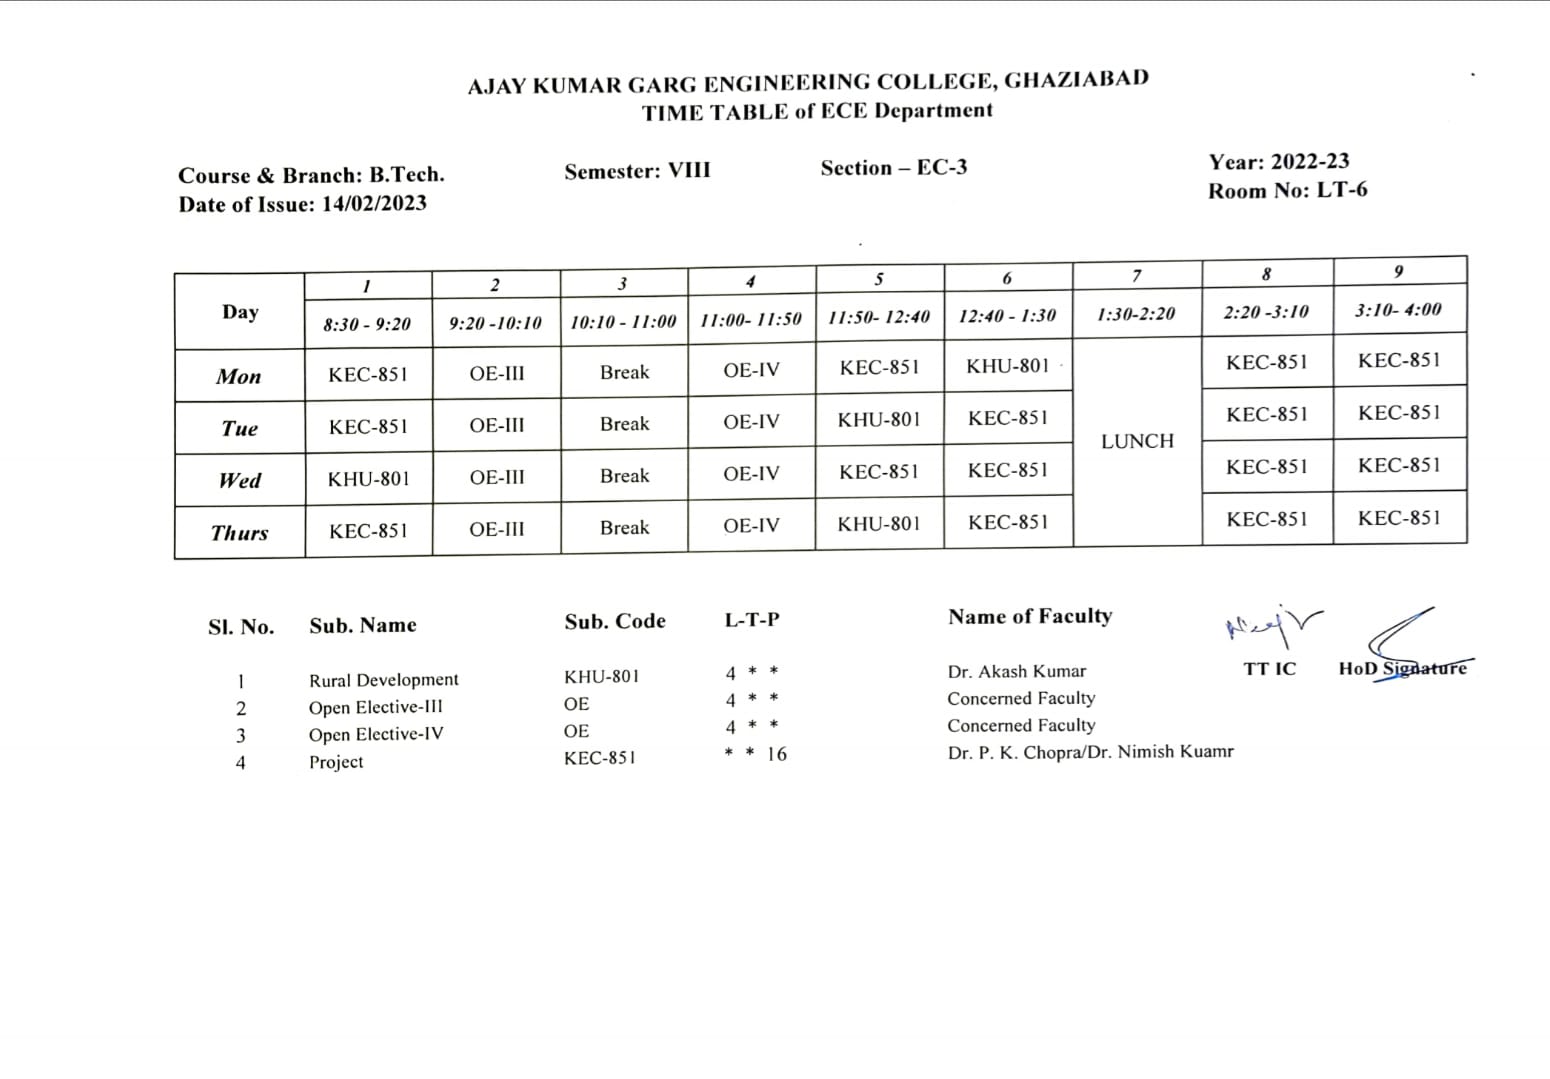 AJAY KUMAR GARG ENGINEERING COLLEGE, GHAZIABAD
TIME TABLE of ECE Department
Course & Branch: B.Tech. Semester: VIII Section – EC-3 Year: 2022-23
Date of Issue: 14/02/2023 Room No: LT-6
Day 1 2 3 4 5 6 7 8 9
8:30 - 9:20 9:20 -10:10 10:10 - 11:00 11:00- 11:50 11:50- 12:40 12:40 - 1:30 1:30-2:20 2:20 -3:10 3:10- 4:00
Mon KEC-851 OE-III Break OE-IV KEC-851 KHU-801 LUNCH KEC-851 KEC-851
Tue KEC-851 OE-III Break OE-IV KHU-801 KEC-851 KEC-851 KEC-851
Wed KHU-801 OE-III Break OE-IV KEC-851 KEC-851 KEC-851 KEC-851
Thurs KEC-851 OE-III Break OE-IV KHU-801 KEC-851 KEC-851 KEC-851
Sl. No. Sub. Name Sub. Code L-T-P Name of Faculty
1 Rural Development KHU-801 4 * * Dr. Akash Kumar TT IC HoD Signature
2 Open Elective-III OE 4 * * Concerned Faculty
3 Open Elective-IV OE 4 * * Concerned Faculty
4 Project KEC-851 * * 16 Dr. P. K. Chopra/Dr. Nimish Kuamr